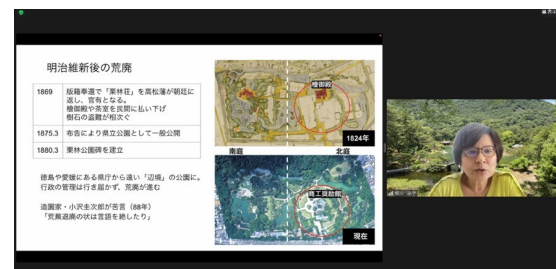 明治維新後の荒廃
1869 版籍奉還で「栗林荘」を高松藩が朝廷に
返し、官有となる。
檜御殿や茶室を民間に払い下げ
樹石の盗難が相次ぐ
1875.3 布告により県立公園として一般公開
1880.3 栗林公園碑を建立
徳島や愛媛にある県庁から遠い「辺境」の公園に。
行政の管理は行き届かず、荒廃が進む
造園家・小沢圭次郎が苦言（88年）
「荒蕪退廃の状は言語を絶したり」
檜御殿
1824年
南庭
北庭
商工奨励館
現在